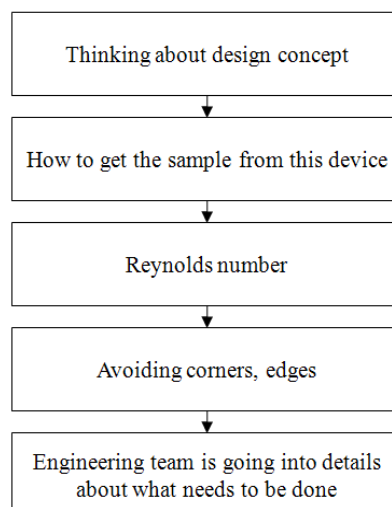 Thinking about design concept
How to get the sample from this device
Reynolds number
Avoiding corners, edges
Engineering team is going into details
about what needs to be done